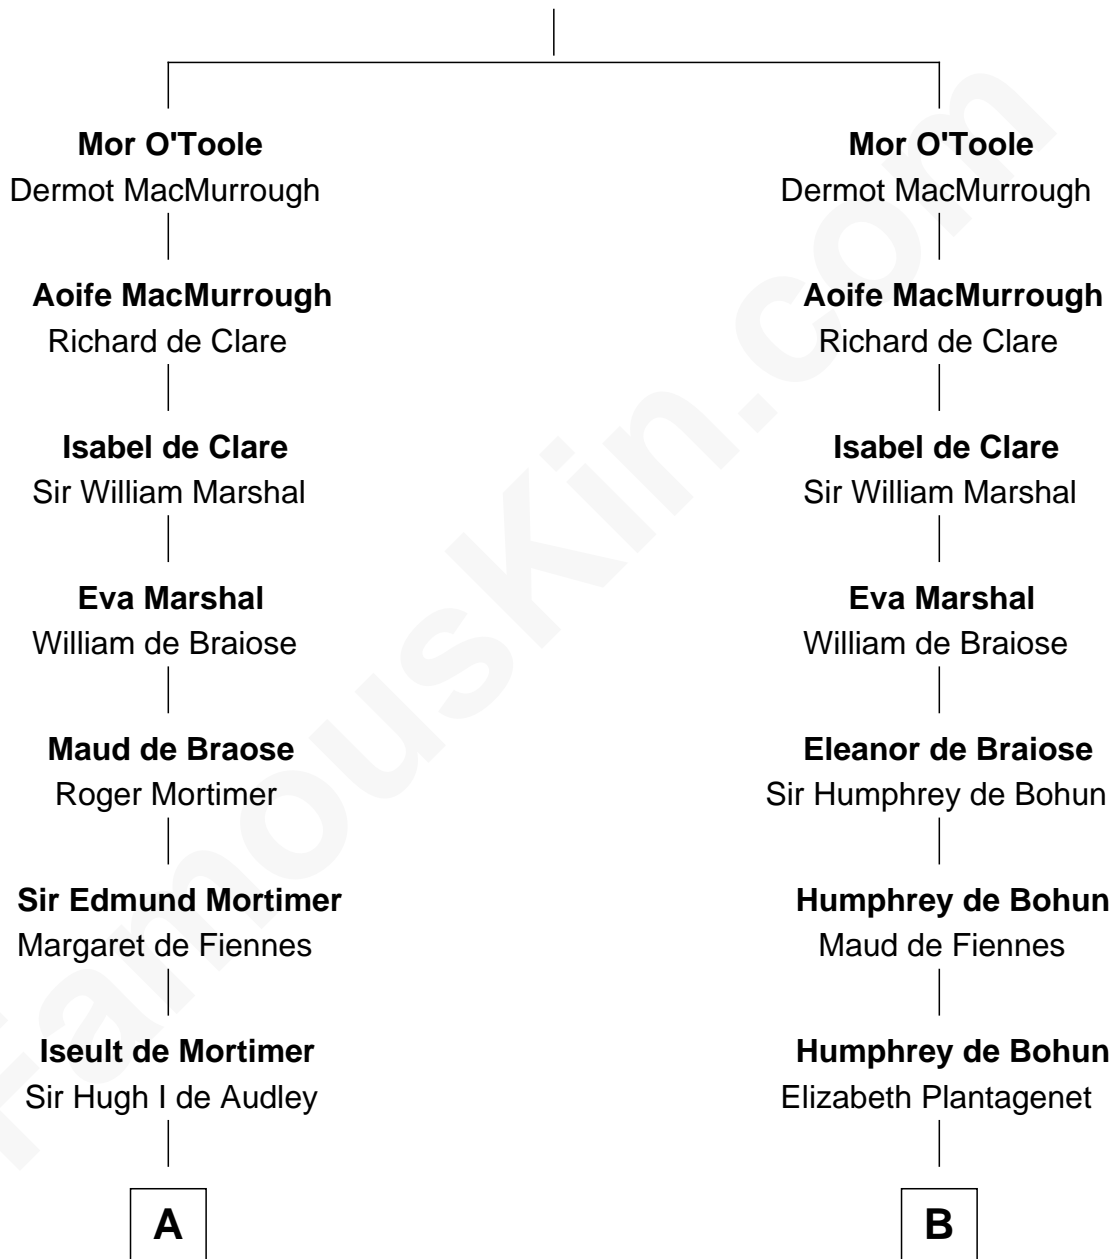 Mor O'Toole
Dermot MacMurrough
Aoife MacMurrough
Richard de Clare
Isabel de Clare
Sir William Marshal
Eva Marshal
William de Braiose
Maud de Braose
Roger Mortimer
Sir Edmund Mortimer
Margaret de Fiennes
Iseult de Mortimer
Sir Hugh I de Audley
A
Mor O'Toole
Dermot MacMurrough
Aoife MacMurrough
Richard de Clare
Isabel de Clare
Sir William Marshal
Eva Marshal
William de Braiose
Eleanor de Braiose
Sir Humphrey de Bohun
Humphrey de Bohun
Maud de Fiennes
Humphrey de Bohun
Elizabeth Plantagenet
B
FamousKin.com